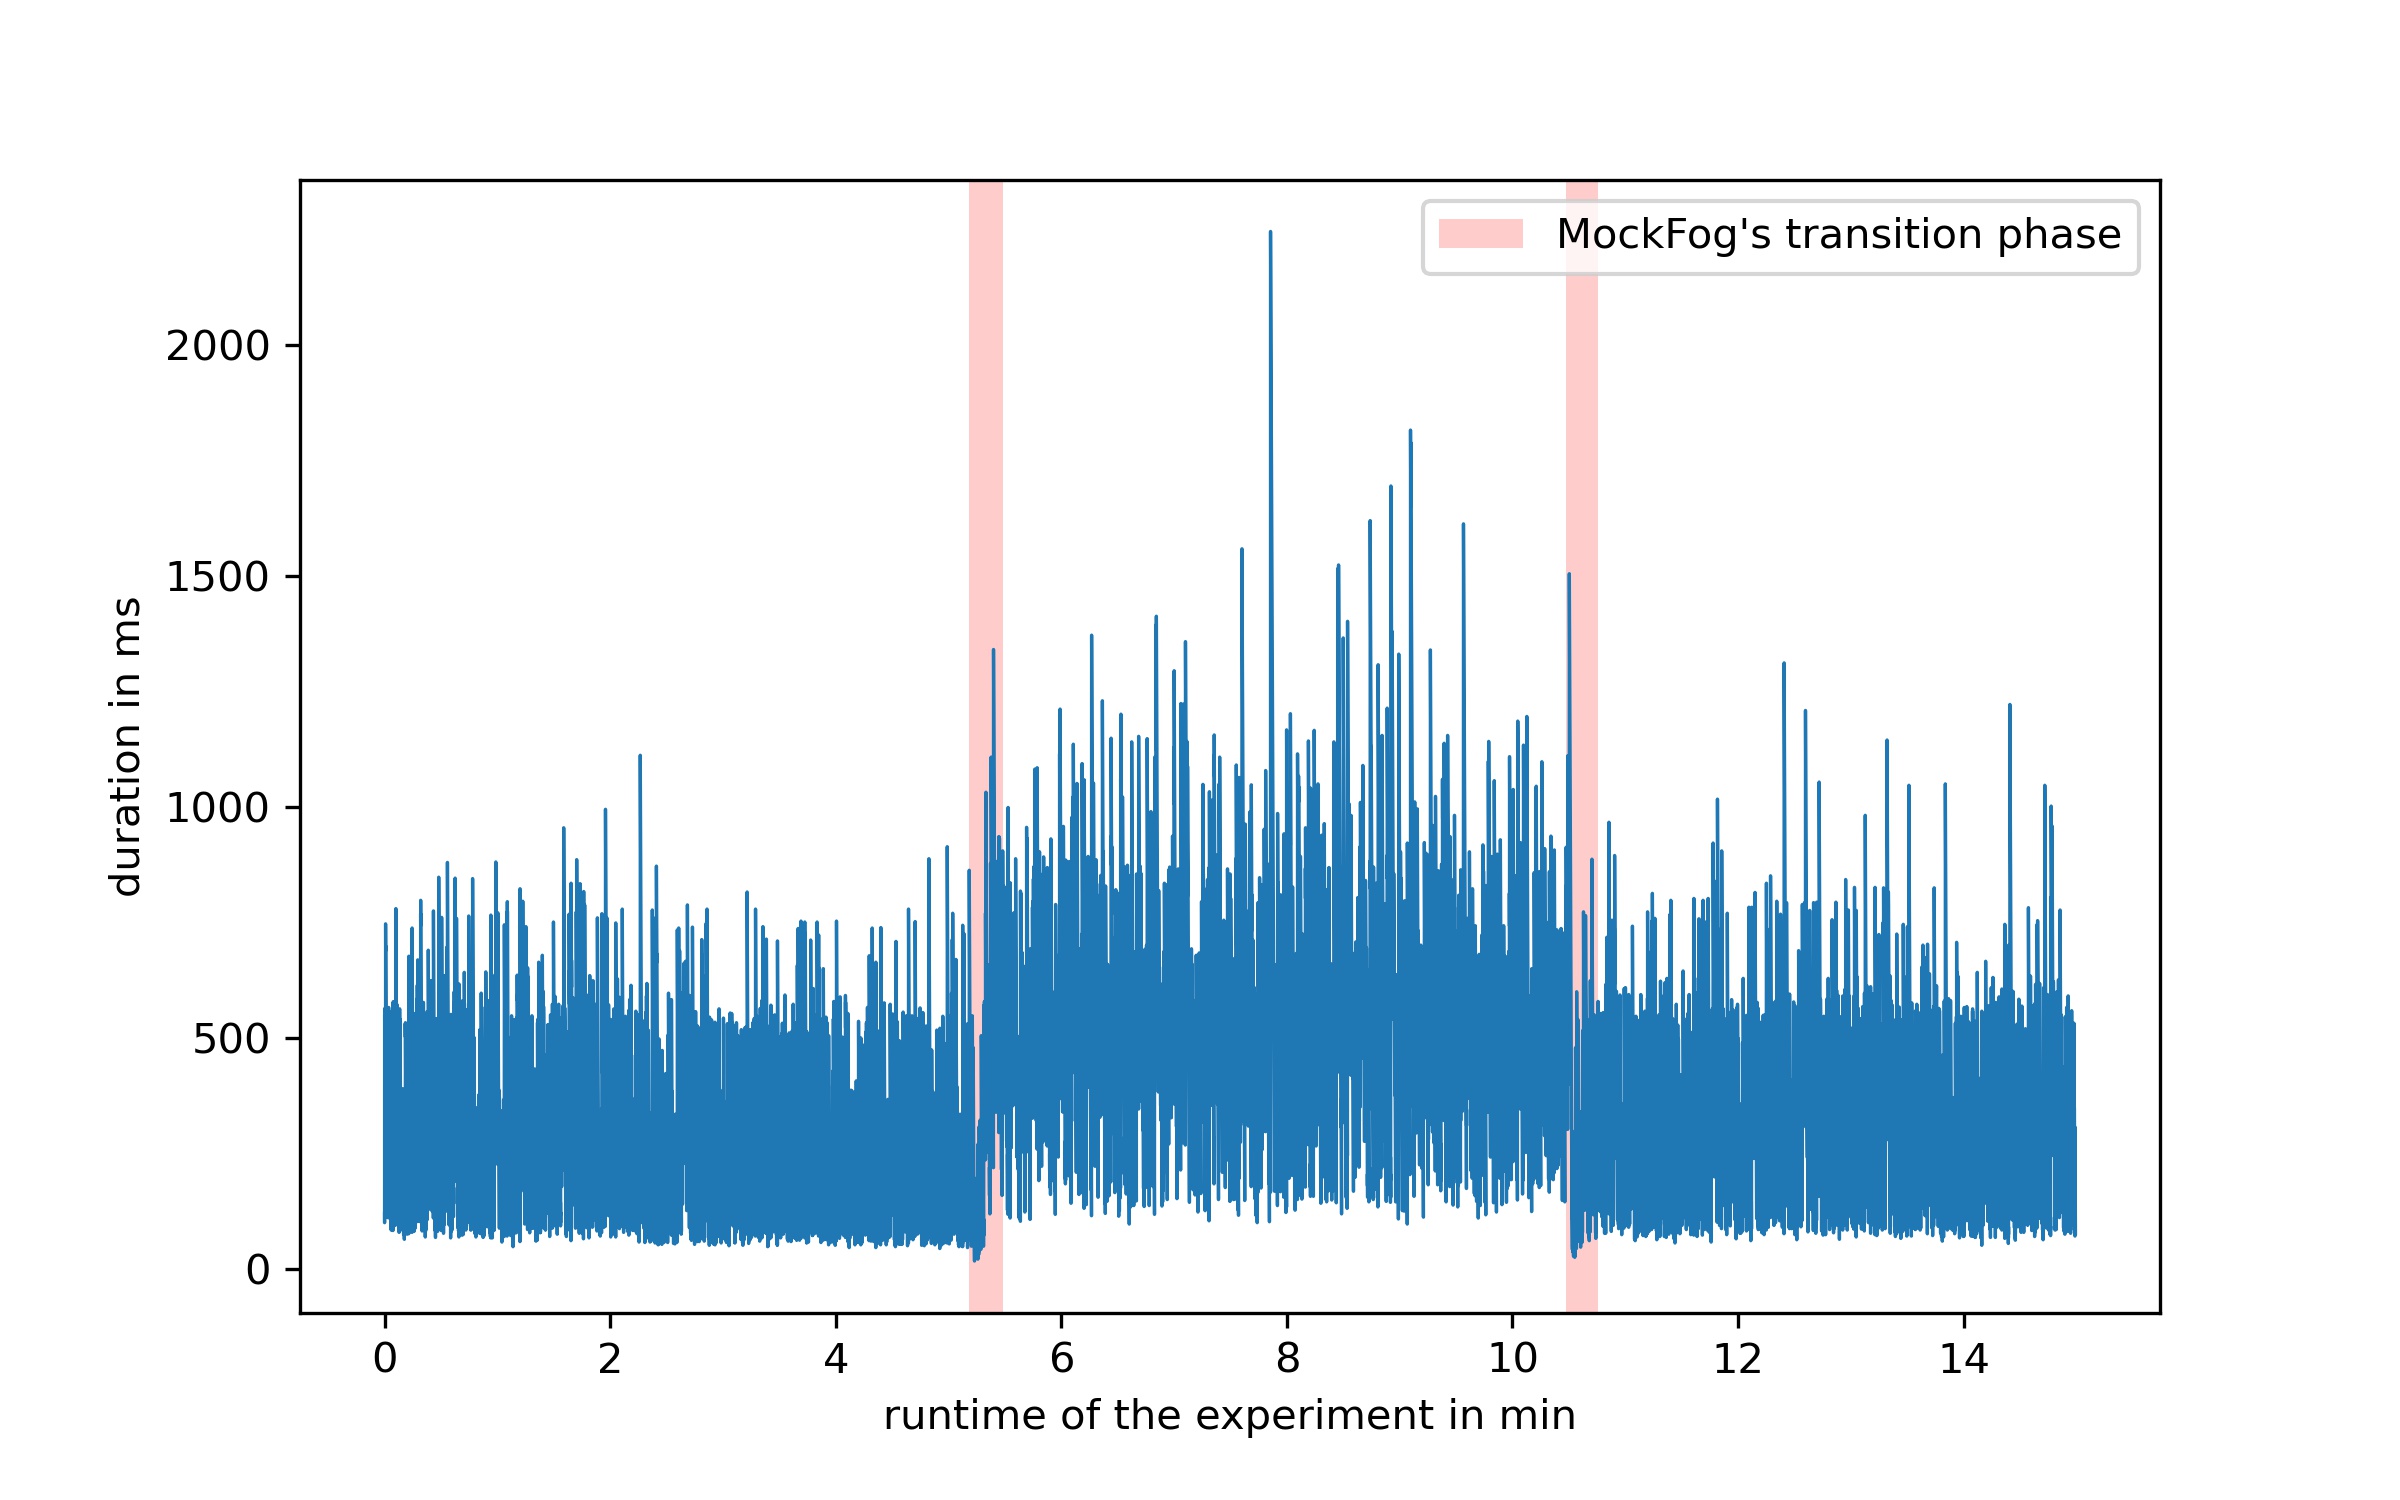 MockFog's transition phase
2000
1500
1000
500
0
duration in ms
0 2 4 6 8 10 12 14
runtime of the experiment in min